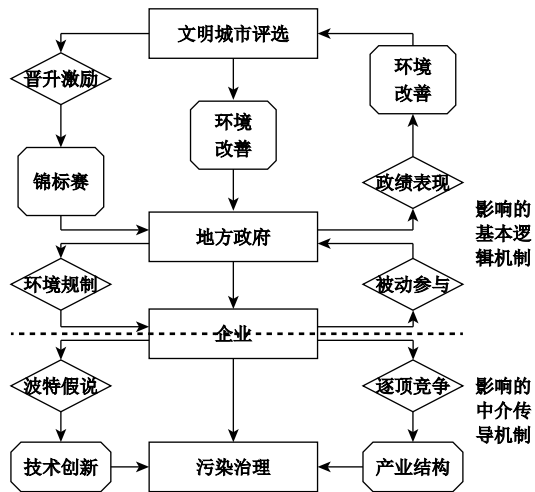 文明城市评选
晋升激励
环境
改善
环境
改善
锦标赛
政绩表现
地方政府
影响的
基本逻
辑机制
环境规制
被动参与
企业
波特假说
逐顶竞争
影响的
中介传
导机制
技术创新
污染治理
产业结构